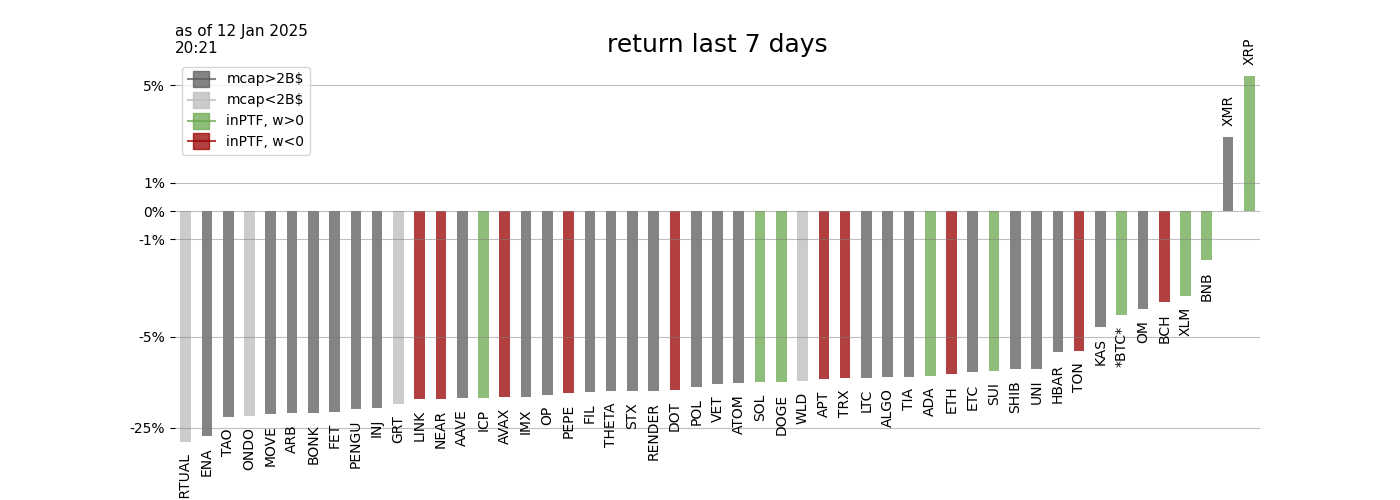 as of 12 Jan 2025
20:21
return last 7 days
mcap>2B$
mcap<2B$
inPTF, w>0
inPTF, w<0
5%
1%
0%
-1%
-5%
-25%
RTUAL
ENA
TAO
ONDO
MOVE
ARB
BONK
FET
PENGU
INJ
GRT
LINK
NEAR
AAVE
ICP
AVAX
IMX
OP
PEPE
FIL
THETA
STX
RENDER
DOT
POL
VET
ATOM
SOL
DOGE
WLD
APT
TRX
LTC
ALGO
TIA
ADA
ETH
ETC
SUI
SHIB
UNI
HBAR
TON
KAS
*BTC*
OM
BCH
XLM
BNB
XMR
XRP